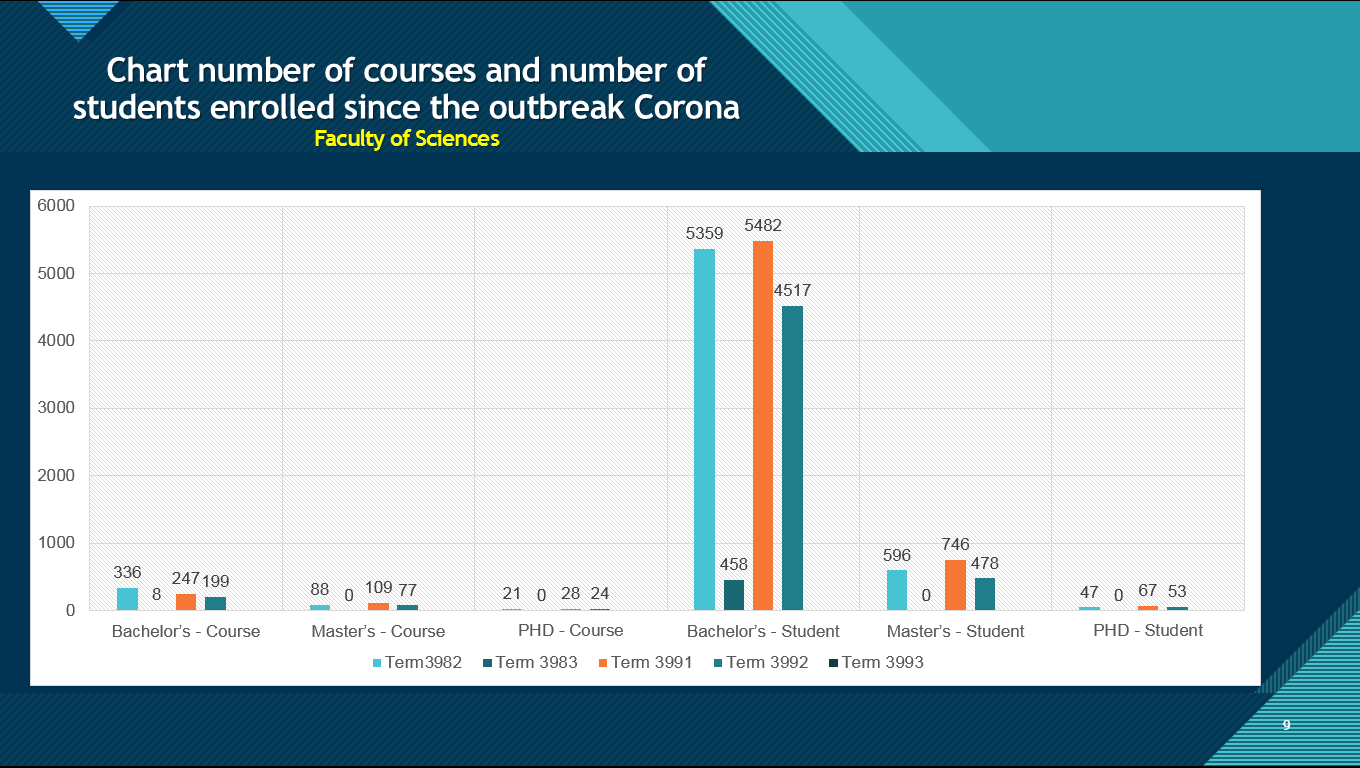 Chart number of courses and number of
students enrolled since the outbreak Corona
Faculty of Sciences
6000
5000
4000
3000
2000
1000
0
336
8
247
199
88
0
109
77
21
0
28
24
5359
458
5482
4517
596
0
746
478
47
0
67
53
Bachelor’s - Course
Master’s - Course
PHD - Course
Bachelor’s - Student
Master’s - Student
PHD - Student
Term3982
Term 3983
Term 3991
Term 3992
Term 3993
9